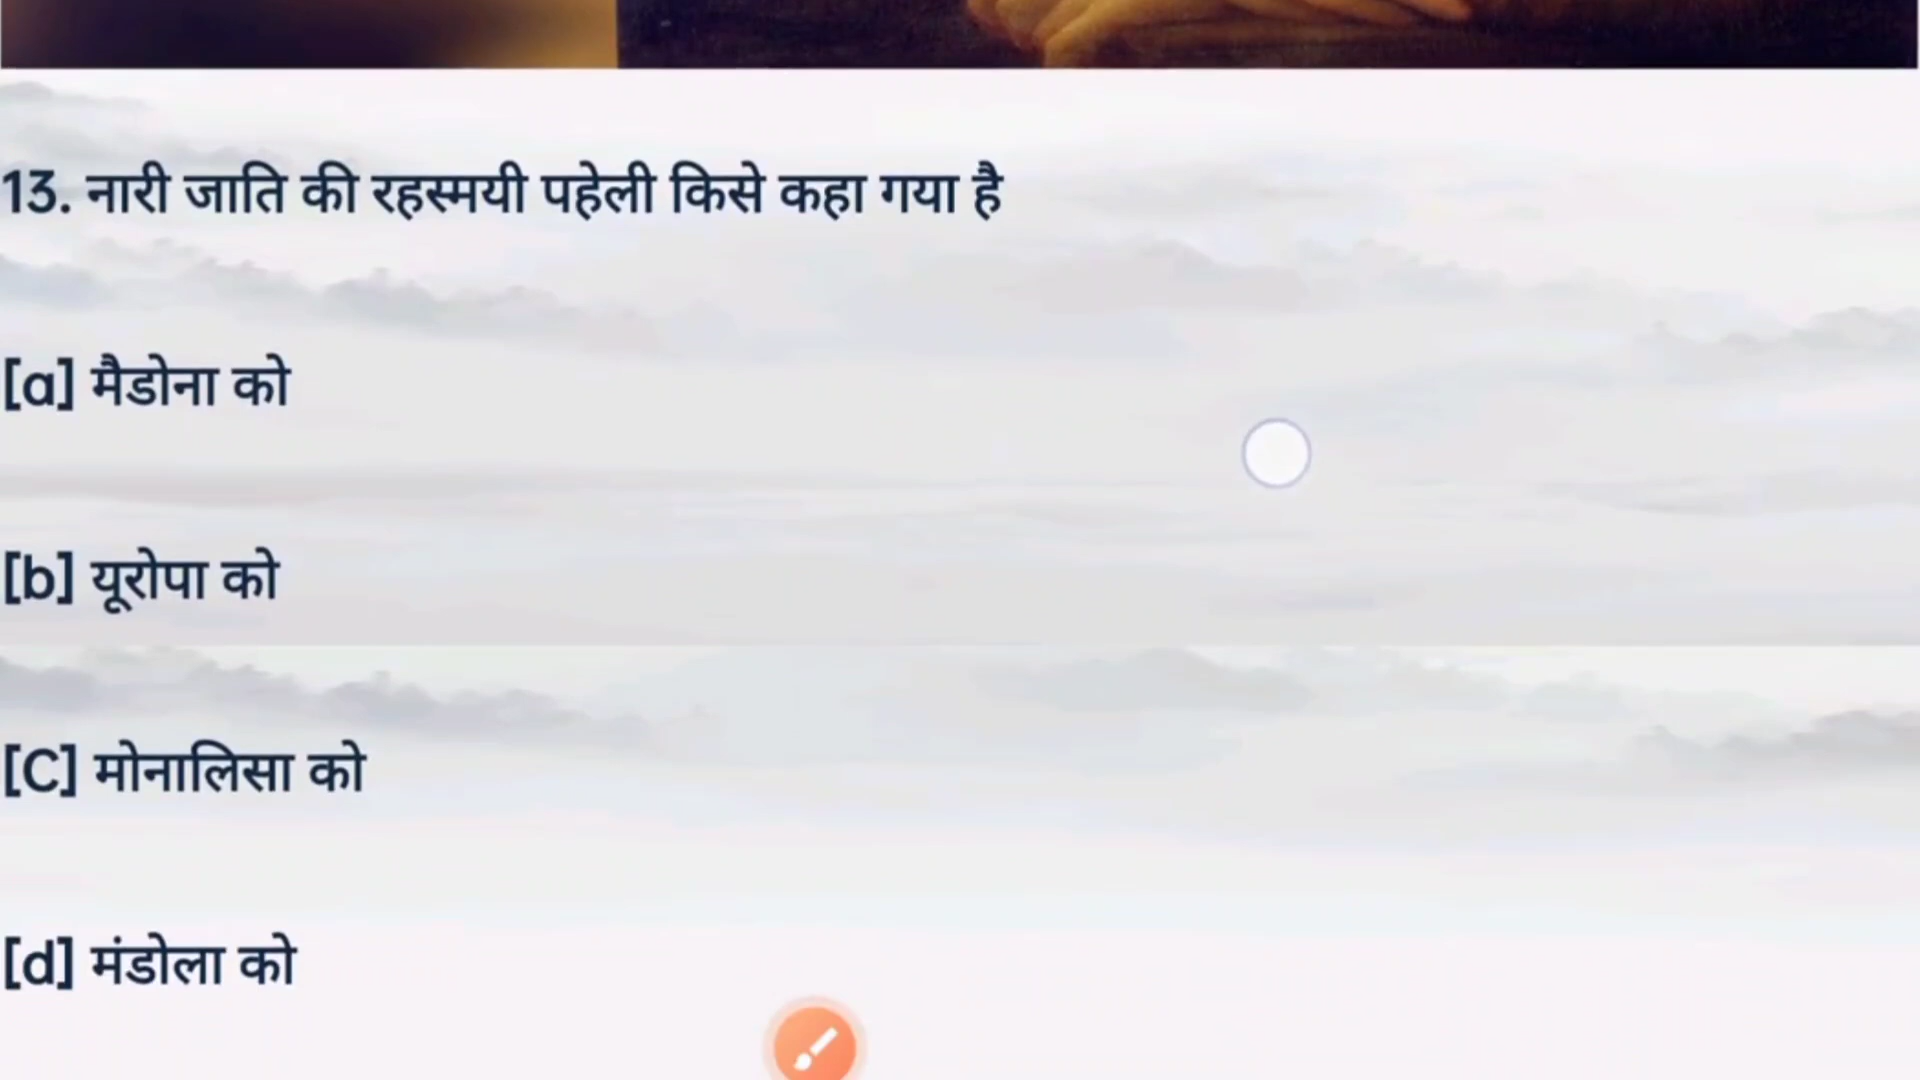 13. नारी जाति की रहस्मयी पहेली किसे कहा गया है
[a] मैडोना को
[b] यूरोपा को
[C] मोनालिसा को
[d] मंडोला को